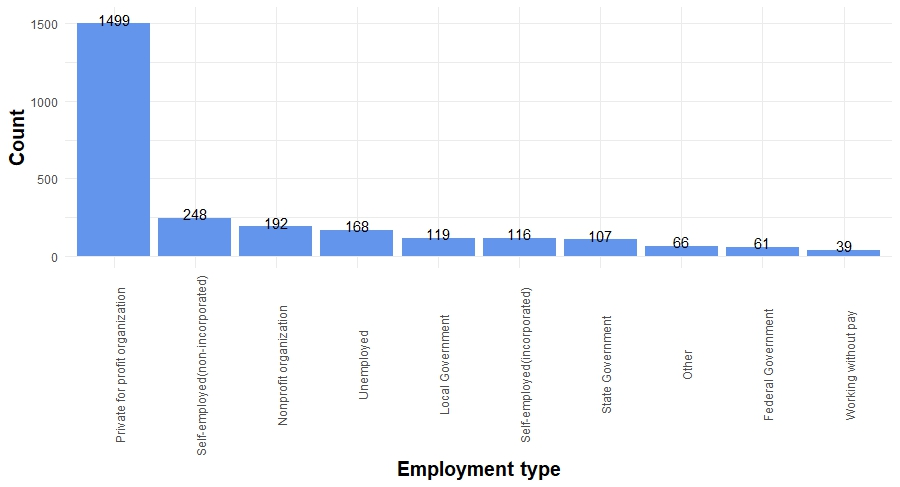 Count
1500
1000
500
0
1499
248
192
168
119
116
107
66
61
39
Private for profit organization
Self-employed(non-incorporated)
Nonprofit organization
Unemployed
Local Government
Self-employed(incorporated)
State Government
Other
Federal Government
Working without pay
Employment type